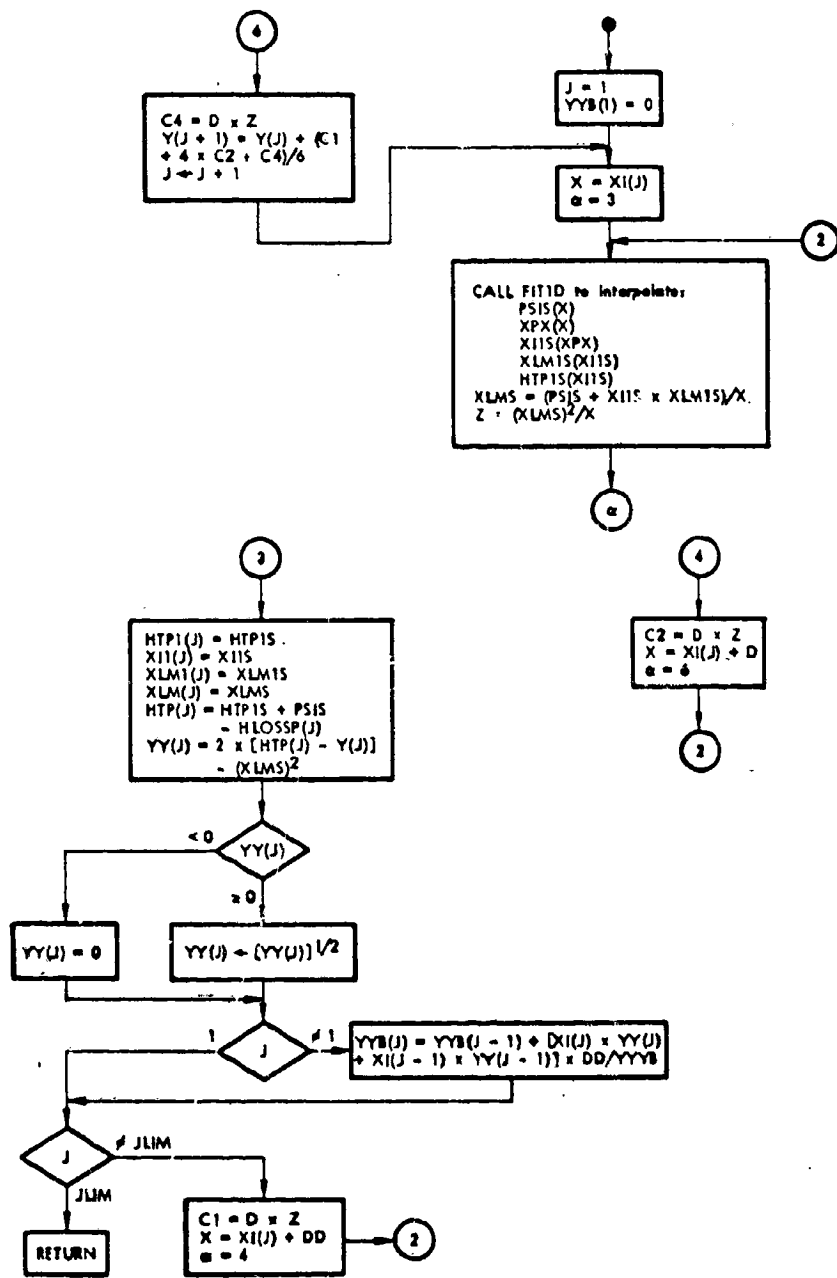 6
C4 = D x Z
Y(J + 1) = Y(J) + (C1
+ 4 x C2 + C4)/6
J ← J + 1
J = 1
YYB(1) = 0
X = XI(J)
α = 3
2
CALL FIT1D to interpolate:
PSIS(X)
XPX(X)
XI1S(XPX)
XLM1S(XI1S)
HTP1S(XI1S)
XLMS = (PSIS + XI1S x XLM1S)/X
Z = (XLMS)²/X
α
3
HTP1(J) = HTP1S
XI1(J) = XI1S
XLM1(J) = XLM1S
XLM(J) = XLMS
HTP(J) = HTP1S + PSIS
- HLOSSP(J)
YY(J) = 2 x [HTP(J) - Y(J)]
- (XLMS)²
4
C2 = D x Z
X = XI(J) + D
α = 6
2
< 0
YY(J)
≥ 0
YY(J) = 0
YY(J) ← [YY(J)]1/2
1
J
≠ 1
YYB(J) = YYB(J - 1) + [XI(J) x YY(J)
+ XI(J - 1) x YY(J - 1)] x DD/YYYB
J
≠ JLIM
JLIM
RETURN
C1 = D x Z
X = XI(J) + DD
α = 4
2